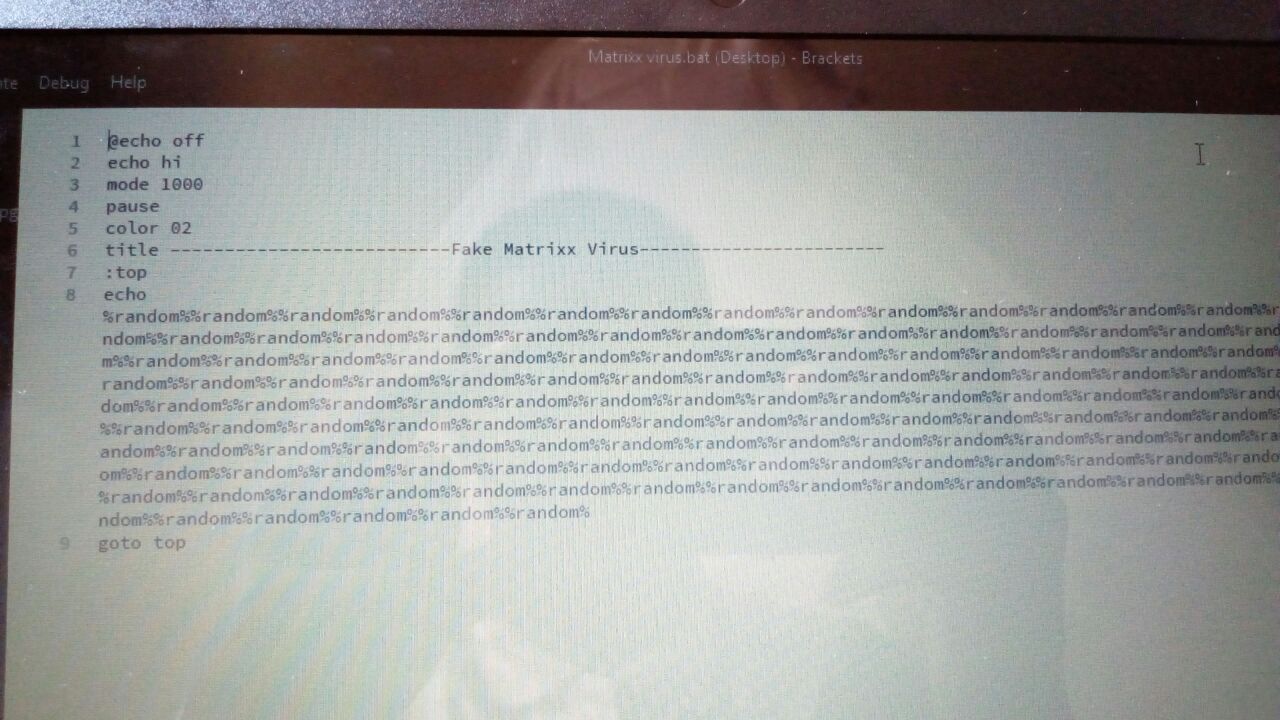 Matrixx virus.bat (Desktop) - Brackets
Debug Help
1 @echo off
2 echo hi
3 mode 1000
4 pause
5 color 02
6 title --------------------------Fake Matrixx Virus-----------------------
7 :top
8 echo
%random%%random%%random%%random%%random%%random%%random%%random%%random%%random%%random%%random%%random%%random%%r
ndom%%random%%random%%random%%random%%random%%random%%random%%random%%random%%random%%random%%random%%random%%rand
m%%random%%random%%random%%random%%random%%random%%random%%random%%random%%random%%random%%random%%random%%random%
random%%random%%random%%random%%random%%random%%random%%random%%random%%random%%random%%random%%random%%random%%r
dom%%random%%random%%random%%random%%random%%random%%random%%random%%random%%random%%random%%random%%random%%rand
%%random%%random%%random%%random%%random%%random%%random%%random%%random%%random%%random%%random%%random%%random%
andom%%random%%random%%random%%random%%random%%random%%random%%random%%random%%random%%random%%random%%random%%ra
om%%random%%random%%random%%random%%random%%random%%random%%random%%random%%random%%random%%random%%random%%rando
%random%%random%%random%%random%%random%%random%%random%%random%%random%%random%%random%%random%%random%%random%%
ndom%%random%%random%%random%%random%%random%
9 goto top